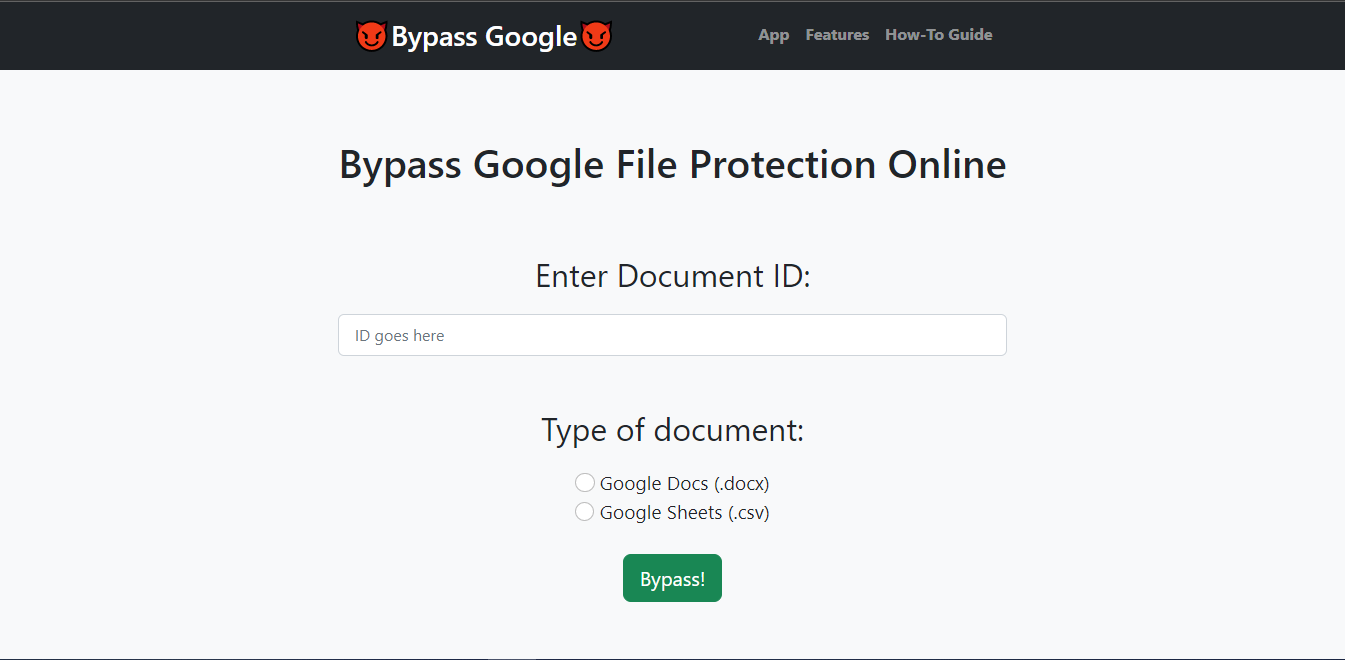 😈Bypass Google😈 App Features How-To Guide
Bypass Google File Protection Online
Enter Document ID:
ID goes here
Type of document:
Google Docs (.docx)
Google Sheets (.csv)
Bypass!